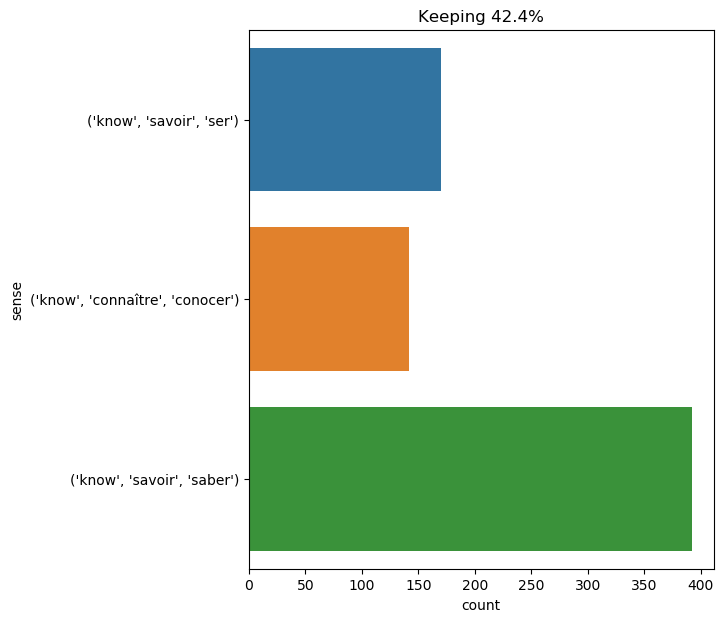 Keeping 42.4%
('know', 'savoir', 'ser')
('know', 'connaître', 'conocer')
('know', 'savoir', 'saber')
sense
0 50 100 150 200 250 300 350 400
count